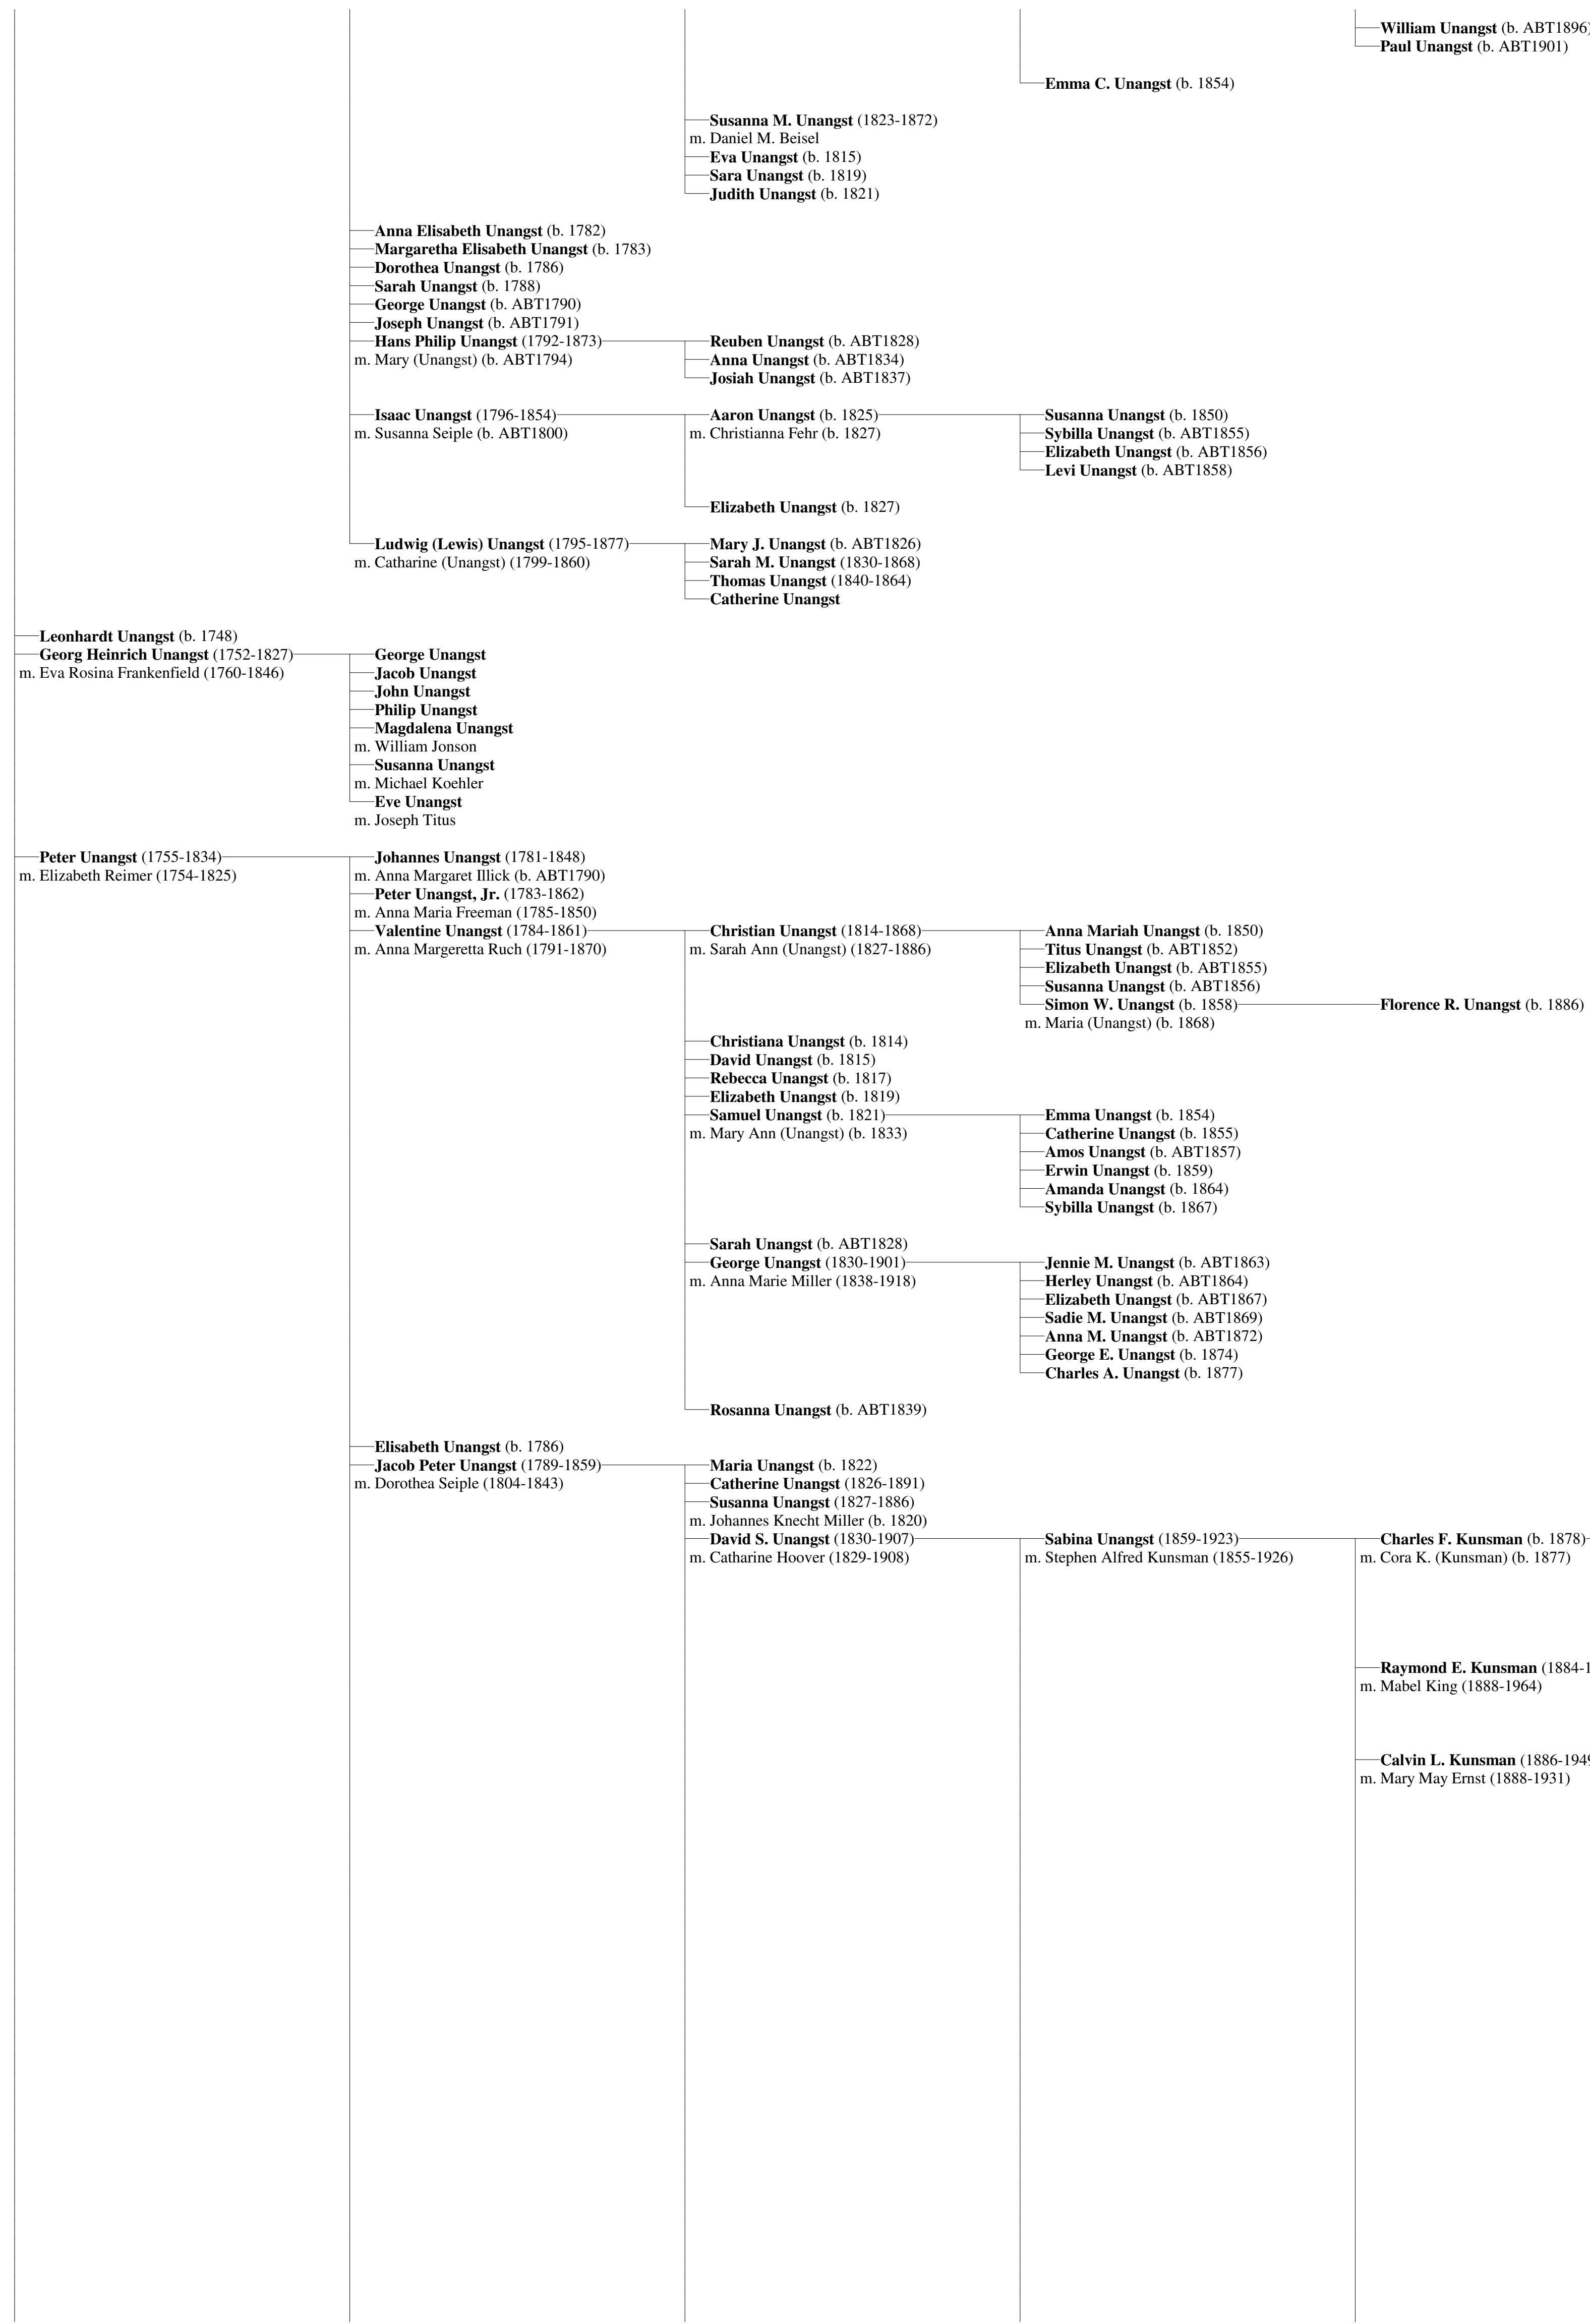 William Unangst (b. ABT1896)
Paul Unangst (b. ABT1901)
Emma C. Unangst (b. 1854)
Susanna M. Unangst (1823-1872)
m. Daniel M. Beisel
Eva Unangst (b. 1815)
Sara Unangst (b. 1819)
Judith Unangst (b. 1821)
Anna Elisabeth Unangst (b. 1782)
Margaretha Elisabeth Unangst (b. 1783)
Dorothea Unangst (b. 1786)
Sarah Unangst (b. 1788)
George Unangst (b. ABT1790)
Joseph Unangst (b. ABT1791)
Hans Philip Unangst (1792-1873) Reuben Unangst (b. ABT1828)
m. Mary (Unangst) (b. ABT1794) Anna Unangst (b. ABT1834)
Josiah Unangst (b. ABT1837)
Isaac Unangst (1796-1854) Aaron Unangst (b. 1825) Susanna Unangst (b. 1850)
m. Susanna Seiple (b. ABT1800) m. Christianna Fehr (b. 1827) Sybilla Unangst (b. ABT1855)
Elizabeth Unangst (b. ABT1856)
Levi Unangst (b. ABT1858)
Elizabeth Unangst (b. 1827)
Ludwig (Lewis) Unangst (1795-1877) Mary J. Unangst (b. ABT1826)
m. Catharine (Unangst) (1799-1860) Sarah M. Unangst (1830-1868)
Thomas Unangst (1840-1864)
Catherine Unangst
Leonhardt Unangst (b. 1748)
Georg Heinrich Unangst (1752-1827) George Unangst
m. Eva Rosina Frankenfield (1760-1846) Jacob Unangst
John Unangst
Philip Unangst
Magdalena Unangst
m. William Jonson
Susanna Unangst
m. Michael Koehler
Eve Unangst
m. Joseph Titus
Peter Unangst (1755-1834) Johannes Unangst (1781-1848)
m. Elizabeth Reimer (1754-1825) m. Anna Margaret Illick (b. ABT1790)
Peter Unangst, Jr. (1783-1862)
m. Anna Maria Freeman (1785-1850)
Valentine Unangst (1784-1861) Christian Unangst (1814-1868) Anna Mariah Unangst (b. 1850)
m. Anna Margeretta Ruch (1791-1870) m. Sarah Ann (Unangst) (1827-1886) Titus Unangst (b. ABT1852)
Elizabeth Unangst (b. ABT1855)
Susanna Unangst (b. ABT1856)
Simon W. Unangst (b. 1858) Florence R. Unangst (b. 1886)
m. Maria (Unangst) (b. 1868)
Christiana Unangst (b. 1814)
David Unangst (b. 1815)
Rebecca Unangst (b. 1817)
Elizabeth Unangst (b. 1819)
Samuel Unangst (b. 1821) Emma Unangst (b. 1854)
m. Mary Ann (Unangst) (b. 1833) Catherine Unangst (b. 1855)
Amos Unangst (b. ABT1857)
Erwin Unangst (b. 1859)
Amanda Unangst (b. 1864)
Sybilla Unangst (b. 1867)
Sarah Unangst (b. ABT1828)
George Unangst (1830-1901) Jennie M. Unangst (b. ABT1863)
m. Anna Marie Miller (1838-1918) Herley Unangst (b. ABT1864)
Elizabeth Unangst (b. ABT1867)
Sadie M. Unangst (b. ABT1869)
Anna M. Unangst (b. ABT1872)
George E. Unangst (b. 1874)
Charles A. Unangst (b. 1877)
Rosanna Unangst (b. ABT1839)
Elisabeth Unangst (b. 1786)
Jacob Peter Unangst (1789-1859) Maria Unangst (b. 1822)
m. Dorothea Seiple (1804-1843) Catherine Unangst (1826-1891)
Susanna Unangst (1827-1886)
m. Johannes Knecht Miller (b. 1820)
David S. Unangst (1830-1907) Sabina Unangst (1859-1923) Charles F. Kunsman (b. 1878)
m. Catharine Hoover (1829-1908) m. Stephen Alfred Kunsman (1855-1926) m. Cora K. (Kunsman) (b. 1877)
Raymond E. Kunsman (1884-1
m. Mabel King (1888-1964)
Calvin L. Kunsman (1886-1949
m. Mary May Ernst (1888-1931)